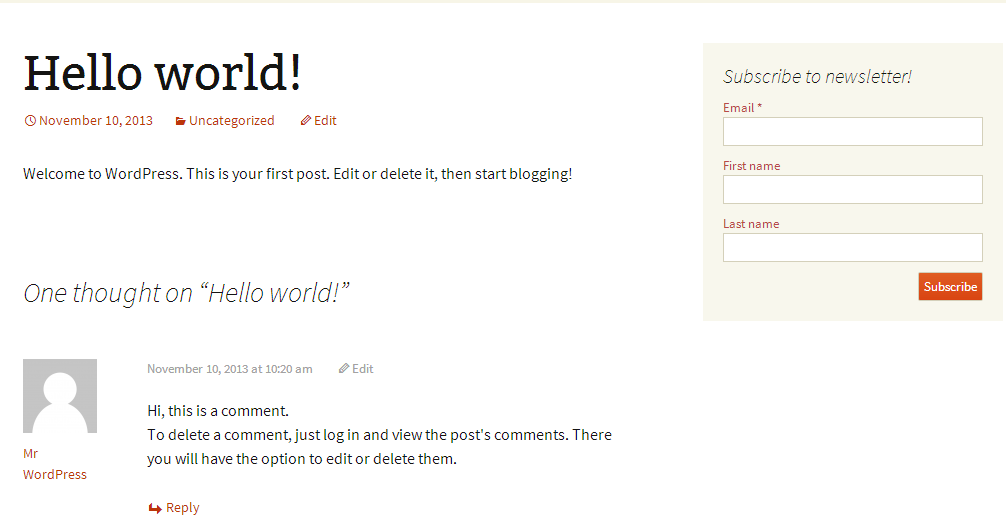 Hello world!
November 10, 2013 Uncategorized Edit
Welcome to WordPress. This is your first post. Edit or delete it, then start blogging!
One thought on “Hello world!”
November 10, 2013 at 10:20 am Edit
Hi, this is a comment.
To delete a comment, just log in and view the post's comments. There
you will have the option to edit or delete them.
Mr
WordPress
Reply
Subscribe to newsletter!
Email *
First name
Last name
Subscribe